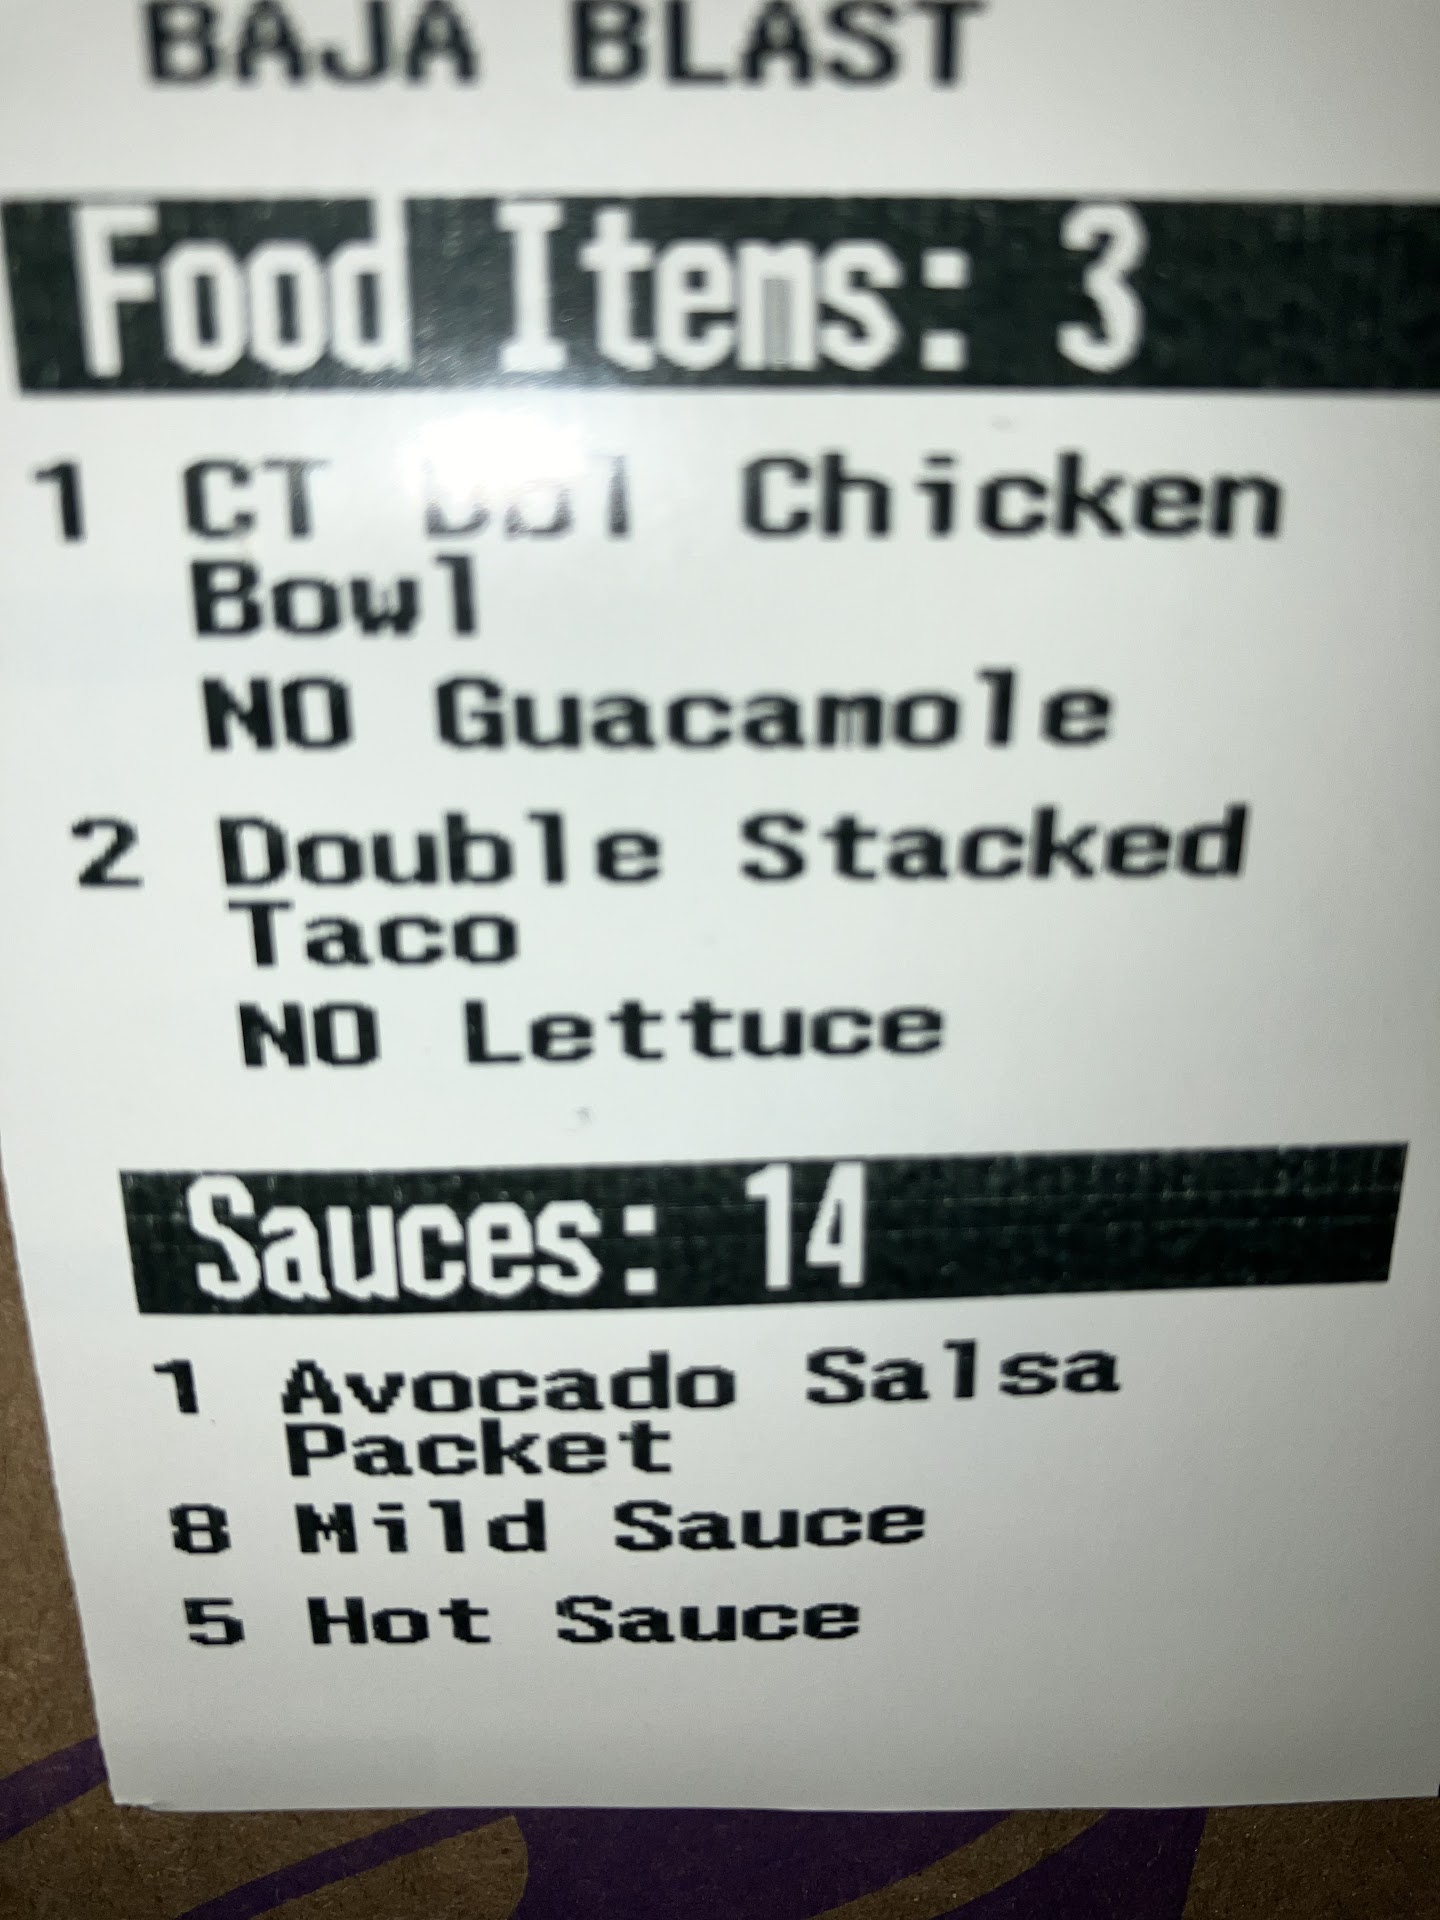 BAJA BLAST
Food Items: 3
1 CT Dbl Chicken
Bowl
NO Guacamole
2 Double Stacked
Taco
NO Lettuce
Sauces: 14
1 Avocado Salsa
Packet
8 Mild Sauce
5 Hot Sauce